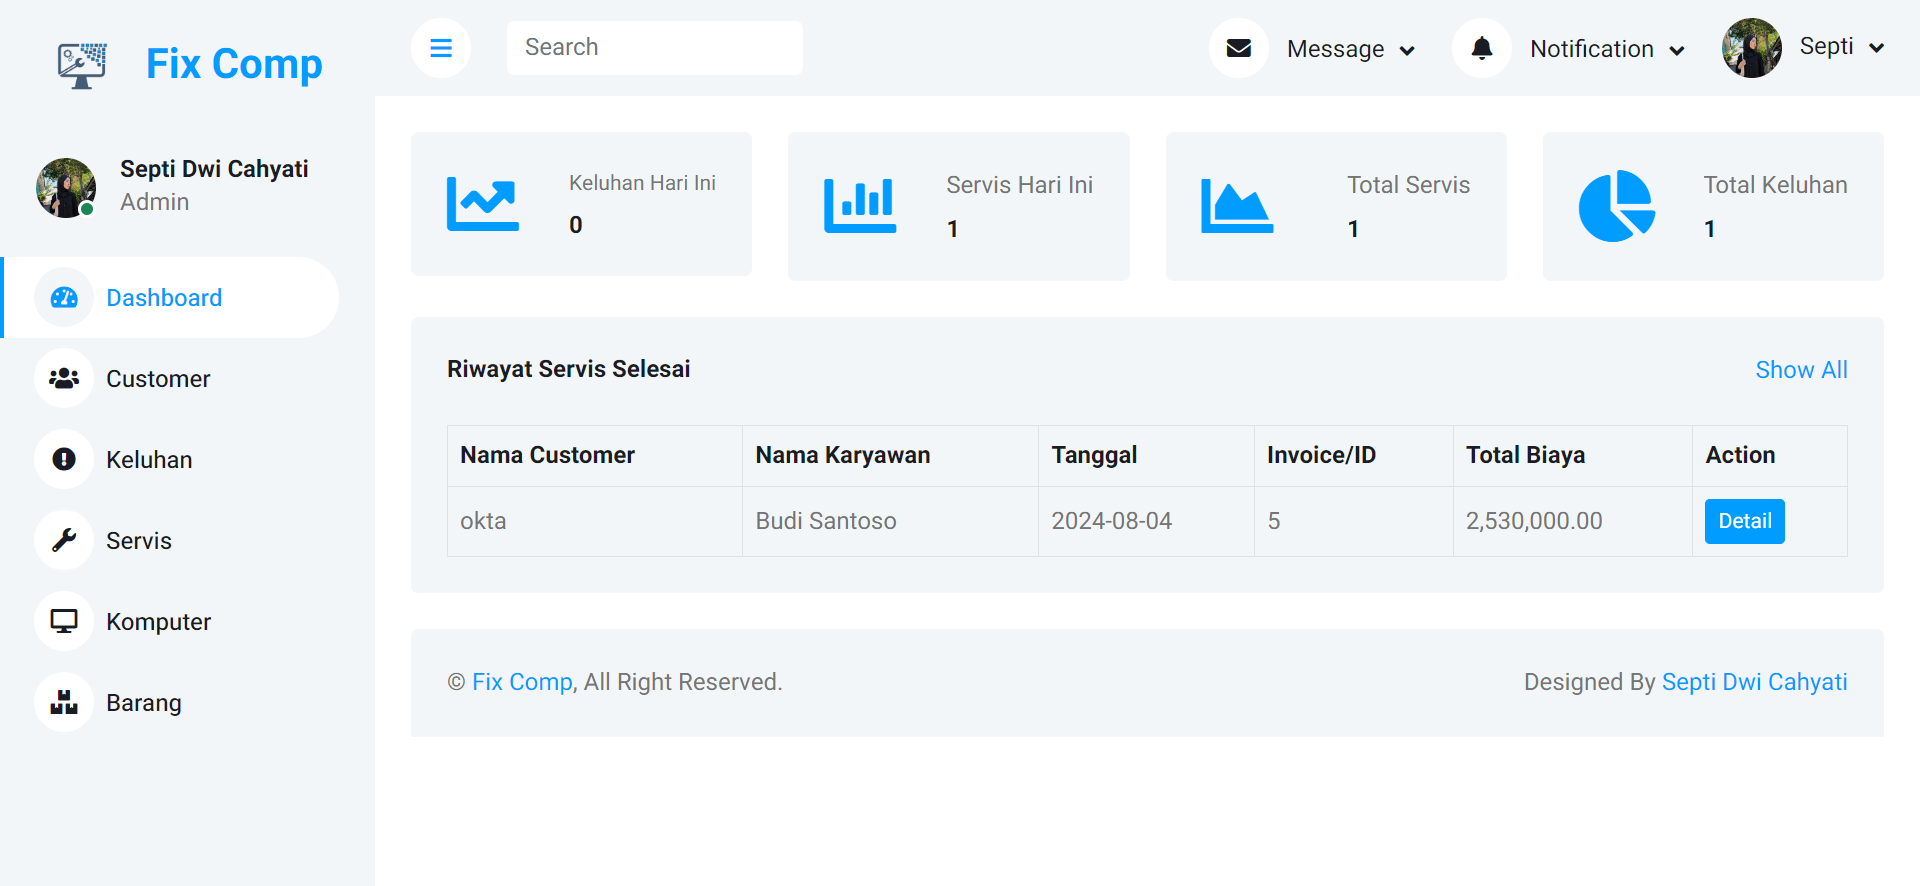 Fix Comp
Search
Message
Notification
Septi
Septi Dwi Cahyati
Admin
Dashboard
Customer
Keluhan
Servis
Komputer
Barang
Keluhan Hari Ini
0
Servis Hari Ini
1
Total Servis
1
Total Keluhan
1
Riwayat Servis Selesai
Show All
Nama Customer Nama Karyawan Tanggal Invoice/ID Total Biaya Action
okta Budi Santoso 2024-08-04 5 2,530,000.00 Detail
© Fix Comp, All Right Reserved.
Designed By Septi Dwi Cahyati